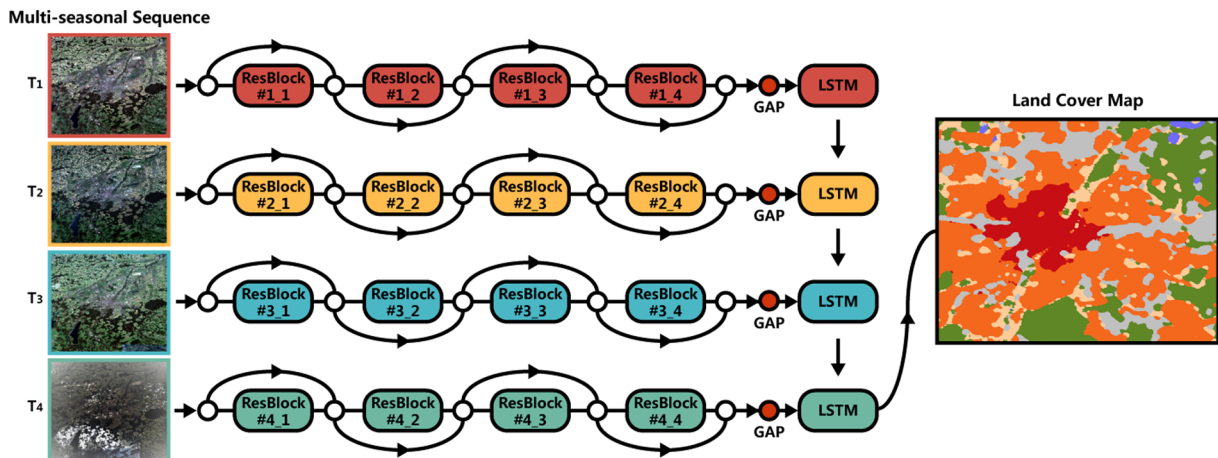 Multi-seasonal Sequence
T1
ResBlock
#1_1
ResBlock
#1_2
ResBlock
#1_3
ResBlock
#1_4
GAP
LSTM
T2
ResBlock
#2_1
ResBlock
#2_2
ResBlock
#2_3
ResBlock
#2_4
GAP
LSTM
T3
ResBlock
#3_1
ResBlock
#3_2
ResBlock
#3_3
ResBlock
#3_4
GAP
LSTM
T4
ResBlock
#4_1
ResBlock
#4_2
ResBlock
#4_3
ResBlock
#4_4
GAP
LSTM
Land Cover Map